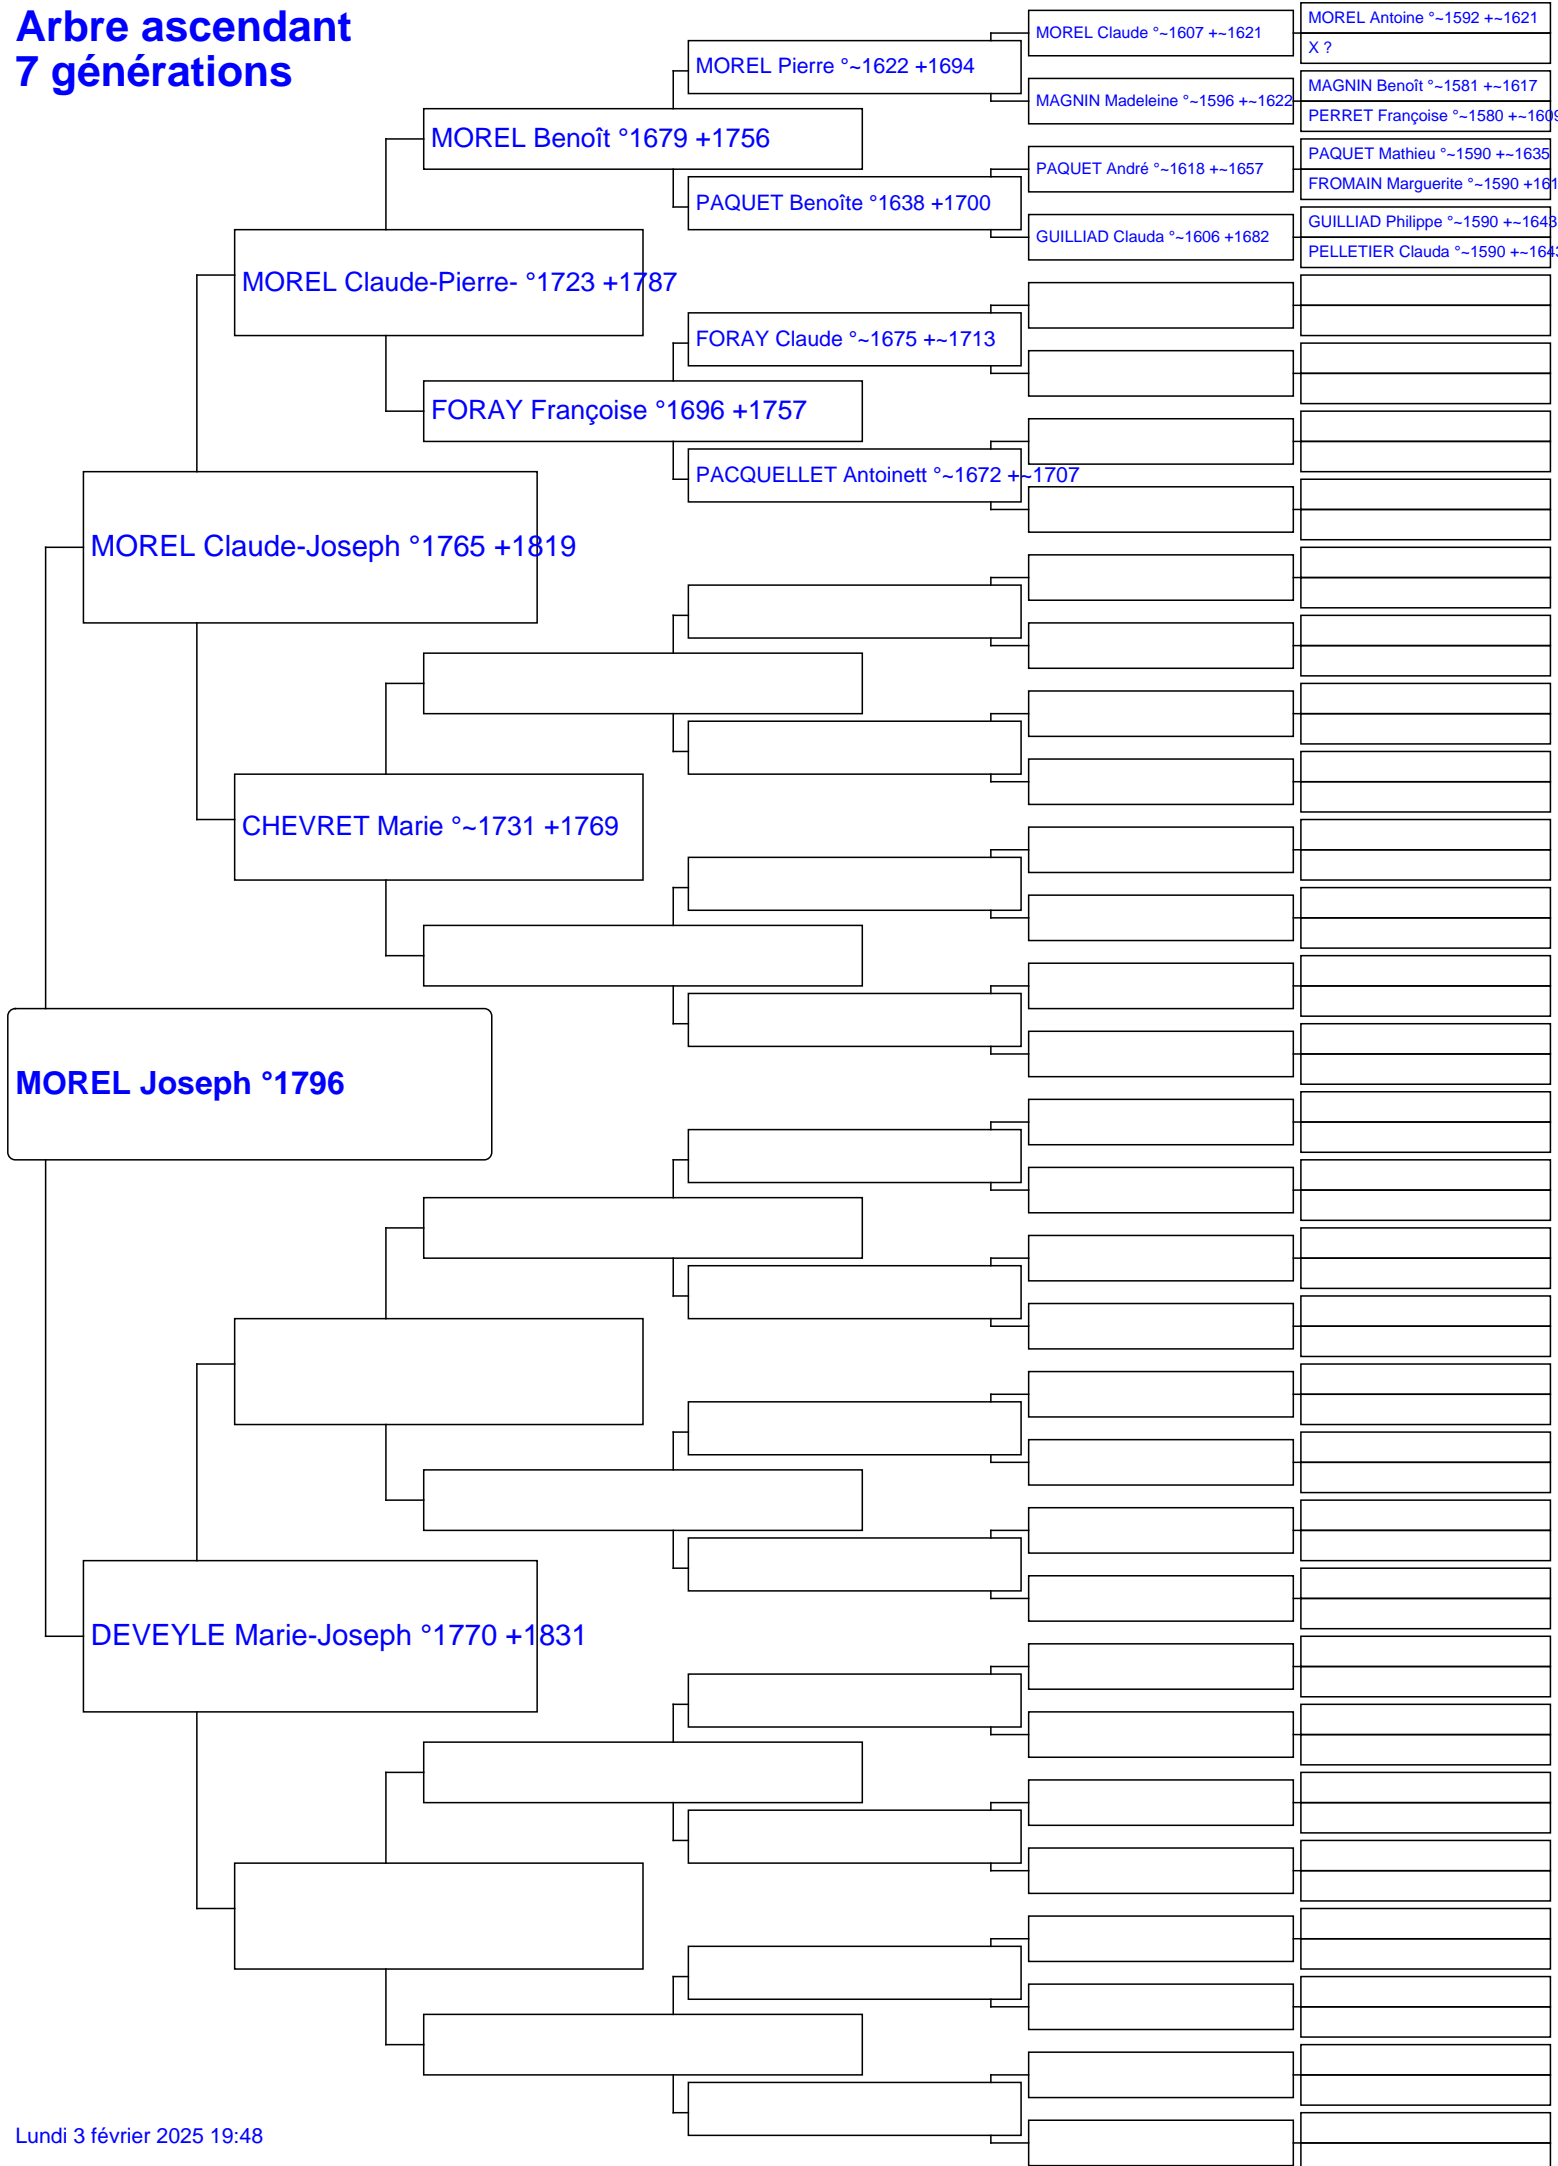 Arbre ascendant
7 générations
MOREL Joseph °1796
MOREL Claude-Joseph °1765 +1819
DEVEYLE Marie-Joseph °1770 +1831
MOREL Claude-Pierre- °1723 +1787
CHEVRET Marie °~1731 +1769
MOREL Benoît °1679 +1756
FORAY Françoise °1696 +1757
MOREL Pierre °~1622 +1694
PAQUET Benoîte °1638 +1700
FORAY Claude °~1675 +~1713
PACQUELLET Antoinett °~1672 +~1707
MOREL Claude °~1607 +~1621
MAGNIN Madeleine °~1596 +~1622
PAQUET André °~1618 +~1657
GUILLIAD Clauda °~1606 +1682
MOREL Antoine °~1592 +~1621
X ?
MAGNIN Benoît °~1581 +~1617
PERRET Françoise °~1580 +~1609
PAQUET Mathieu °~1590 +~1635
FROMAIN Marguerite °~1590 +161
GUILLIAD Philippe °~1590 +~1643
PELLETIER Clauda °~1590 +~1643
Lundi 3 février 2025 19:48